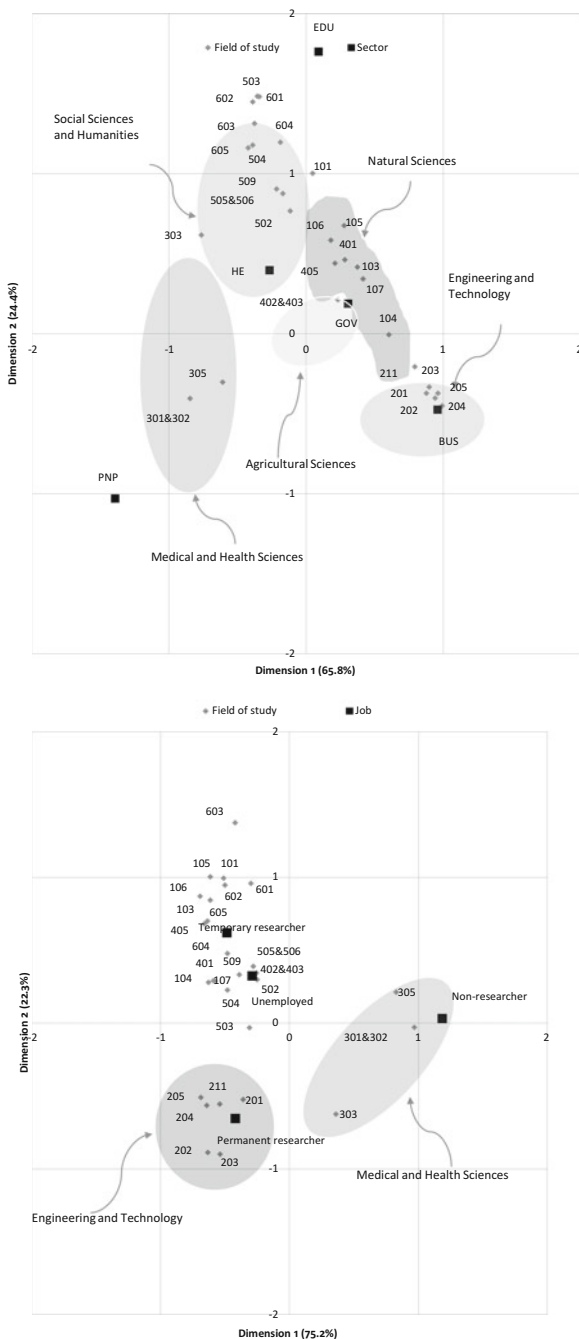 2
EDU
Field of study
Sector
503
602
601
Social Sciences
and Humanities
603
604
605
504
Natural Sciences
1
101
509
505&506
106
105
502
401
303
Engineering and
Technology
HE
405
103
107
402&403
104
GOV
0
-2
-1
0
1
2
211
203
305
201
205
301&302
202
204
BUS
Agricultural Sciences
PNP
-1
Medical and Health Sciences
-2
Dimension 1 (65.8%)
Dimension 2 (24.4%)
Field of study
Job
2
603
105
101
1
106
601
602
103
605
405
Temporary researcher
604
505&506
401
509
402&403
104
107
502
305
Non-researcher
504
Unemployed
503
0
-2
-1
0
1
2
301&302
211
205
201
303
204
Permanent researcher
Medical and Health Sciences
202
203
-1
Engineering and Technology
-2
Dimension 1 (75.2%)
Dimension 2 (22.3%)